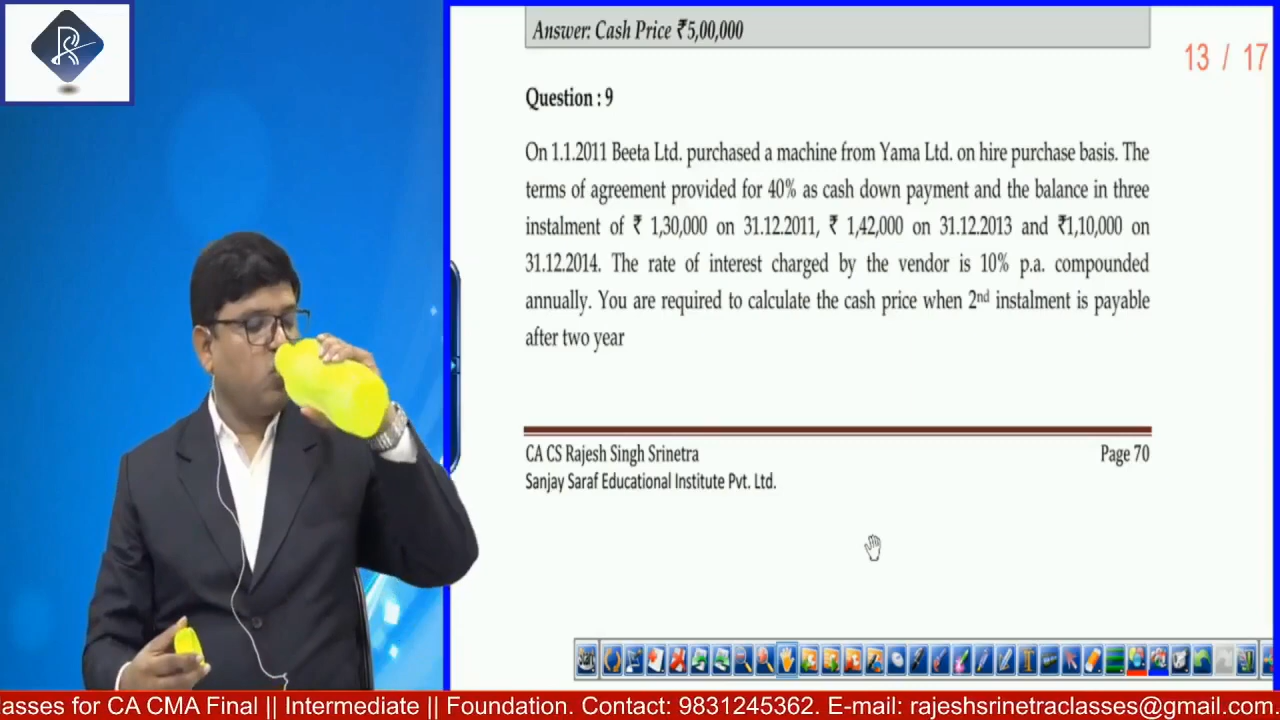 Answer: Cash Price ₹5,00,000
13 / 17
Question : 9
On 1.1.2011 Beeta Ltd. purchased a machine from Yama Ltd. on hire purchase basis. The
terms of agreement provided for 40% as cash down payment and the balance in three
instalment of ₹ 1,30,000 on 31.12.2011, ₹ 1,42,000 on 31.12.2013 and ₹1,10,000 on
31.12.2014. The rate of interest charged by the vendor is 10% p.a. compounded
annually. You are required to calculate the cash price when 2nd instalment is payable
after two year
CA CS Rajesh Singh Srinetra
Page 70
Sanjay Saraf Educational Institute Pvt. Ltd.
lasses for CA CMA Final || Intermediate || Foundation. Contact: 9831245362. E-mail: rajeshsrinetraclasses@gmail.com.